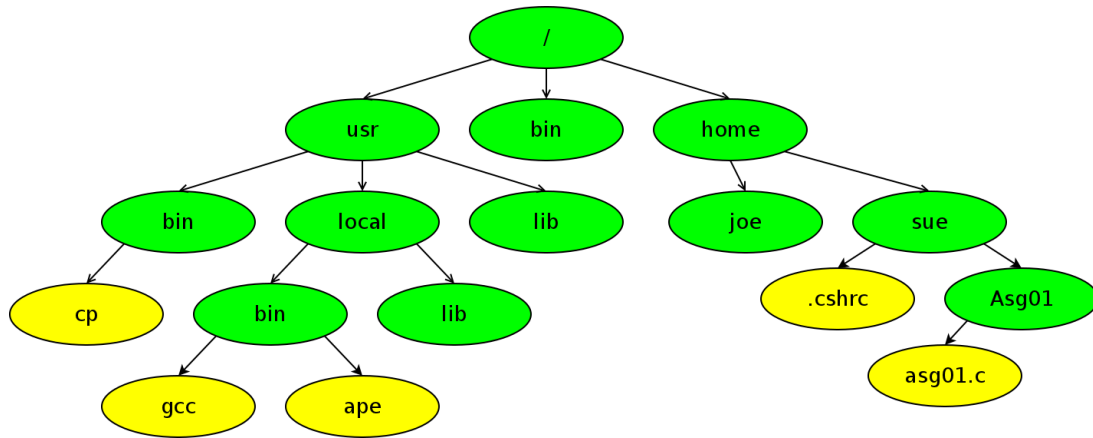 /
usr
bin
home
bin
local
lib
joe
sue
cp
bin
lib
.cshrc
Asg01
gcc
ape
asg01.c